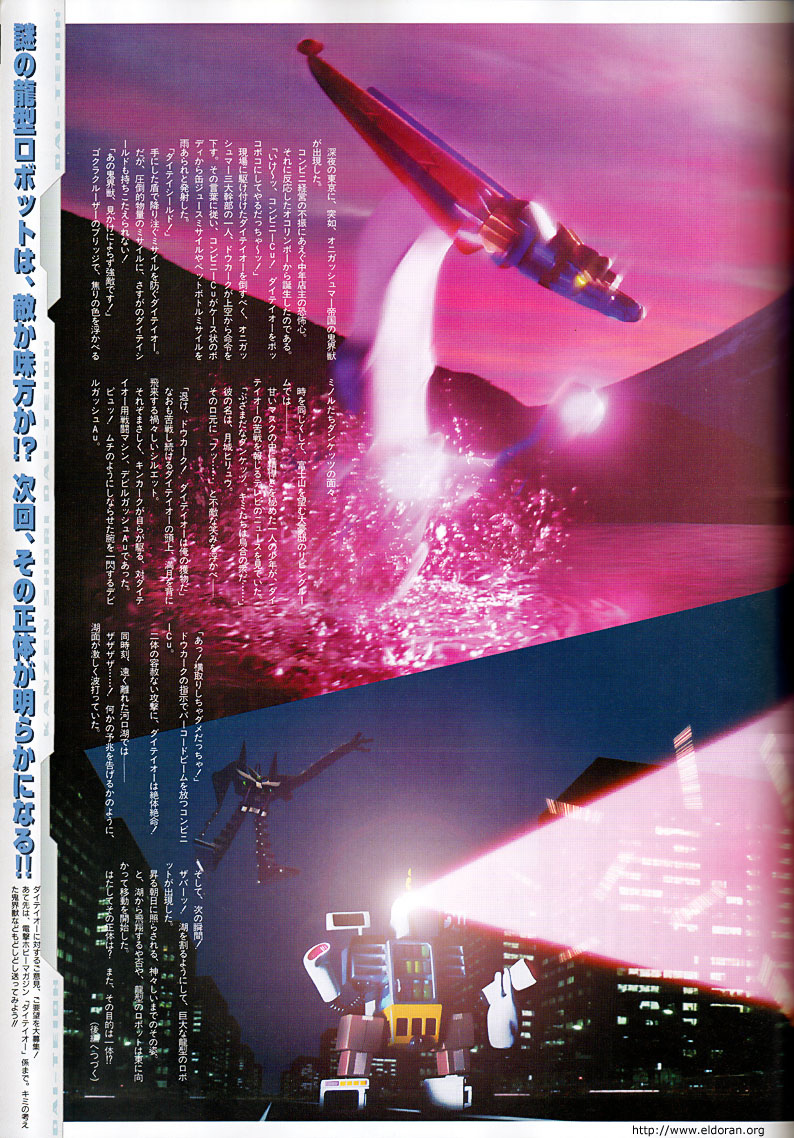 謎の龍型ロボットは、敵か味方か!? 次回、その正体が明らかになる!!
深夜の東京に、突如、オニガッシュマー帝国の鬼界獣
が出現した。
コンビニ経営の不振にあえぐ中年店主の恐怖心。
それに反応したオコリンボーから誕生したのである。
「いけ〜ッ、コンビニーCu! ダイテイオーをボッ
コボコにしてやるだっちゃ〜ッ!」
現場に駆け付けたダイテイオーを倒すべく、オニガッ
シュマー三大幹部の一人、ドウカークが上空から命令を
下す。その言葉に従い、コンビニーCuがケース状のボ
ディから缶ジュースミサイルやペットボトルミサイルを
雨あられと発射した。
「ダイテイシールド!」
手にした盾で降り注ぐミサイルを防ぐダイテイオー。
だが、圧倒的物量のミサイルに、さすがのダイテイシ
ールドも持ちこたえられない!
「あの鬼界獣、見かけによらず強敵です!」
ゴクラクルーザーのブリッジで、焦りの色を浮かべる
ミノルたちダンケッツの面々。
時を同じくして、富士山を望む大豪邸のリビングルー
ムでは――
甘いマスクの中に精悍さを秘めた一人の少年が、ダイ
テイオーの苦戦を報じるテレビのニュースを見ていた。
「ぶざまだなダンケッツ、キミたちは烏合の衆だ……」
彼の名は、月城ヒリュウ。
その口元に「フッ…」と不敵な笑みを浮かべ――
「退け、ドウカーク! ダイテイオーは俺の獲物だ」
なおも苦戦し続けるダイテイオーの頭上、満月を背に
飛来する禍々しいシルエット。
それぞまさしく、キンカークが自らが駆る、対ダイテ
イオー用戦闘マシン、デビルガッシュAuであった。
ビュッ! ムチのようにしならせた腕を一閃するデビ
ルガッシュAu。
「あっ! 横取りしちゃダメだっちゃ!」
ドウカークの指示でバーコードビームを放つコンビニ
ーCu。
二体の容赦ない攻撃に、ダイテイオーは絶体絶命!
同時刻、遠く離れた河口湖では――
ザザザザ……! 何かの予兆を告げるかのように、
湖面が激しく波打っていた。
そして、次の瞬間!
ザバーッ! 湖を割るようにして、巨大な龍型のロボ
ットが出現した。
昇る朝日に照らされる、神々しいまでのその姿。
と、湖から飛翔するや否や、龍型のロボットは東に向
かって移動を開始した。
はたしてその正体は? また、その目的は一体!?
(後編へつづく)
ダイテイオーに対するご意見、ご要望を大募集!
あて先は、電撃ホビーマガジン「ダイテイオー」係まで。キミの考え
た鬼界獣などもどしどし送ってみよう!!
http://www.eldoran.org